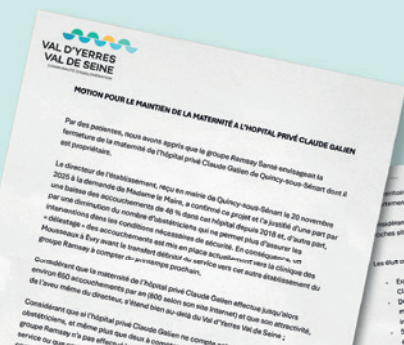 VAL D'YERRES
VAL DE SEINE
COMMUNAUTÉ D'AGGLOMÉRATION
MOTION POUR LE MAINTIEN DE LA MATERNITÉ A L'HOPITAL PRIVÉ CLAUDE GALIEN
Par des patientes, nous avons appris que le groupe Ramsay Santé envisageait la
fermeture de la maternité de l'hôpital privé Claude Galien de Quincy-sous-Sénart dont il
est propriétaire.
Le directeur de l'établissement, reçu en mairie de Quincy-sous-Sénart le 20 novembre
2025 à la demande de Madame le Maire, a confirmé ce projet et l'a justifié d'une part par
une baisse des accouchements de 48 % dans cet hôpital depuis 2018 et, d'autre part,
par une diminution du nombre d'obstétriciens qui ne permet plus d'assurer les
interventions dans les conditions nécessaires de sécurité. En conséquence, un
« délestage » des accouchements est mis en place actuellement vers la clinique des
Mousseaux à Evry avant le transfert définitif du service vers cet autre établissement du
groupe Ramsay à compter du printemps prochain.
Considérant que la maternité de l'hôpital privé Claude Galien effectue jusqu'alors
environ 650 accouchements par an (800 selon son site Internet) et que son attractivité,
de l'aveu même du directeur, s'étend bien au-delà du Val d'Yerres Val de Seine ;
Considérant que si l'hôpital privé Claude Galien ne compte
obstétriciens, et même plus que deux à
groupe Ramsay n'a pas
service ou que
Les élus